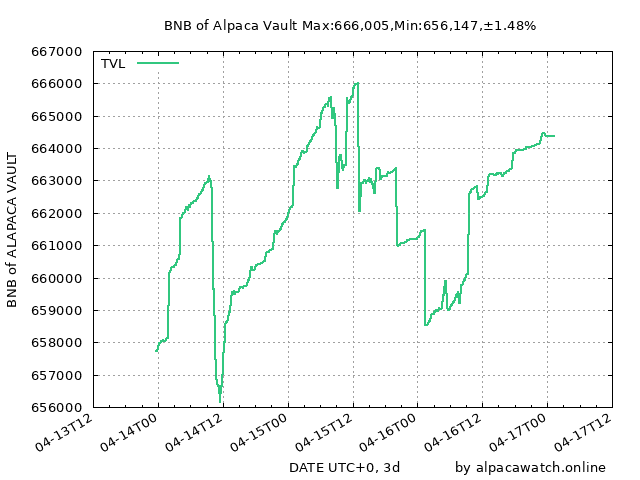 BNB of Alpaca Vault Max:666,005,Min:656,147,±1.48%
667000
TVL
666000
665000
664000
663000
662000
661000
660000
659000
658000
657000
656000
BNB of ALAPACA VAULT
04-13T12
04-14T00
04-14T12
04-15T00
04-15T12
04-16T00
04-16T12
04-17T00
04-17T12
DATE UTC+0, 3d
by alpacawatch.online